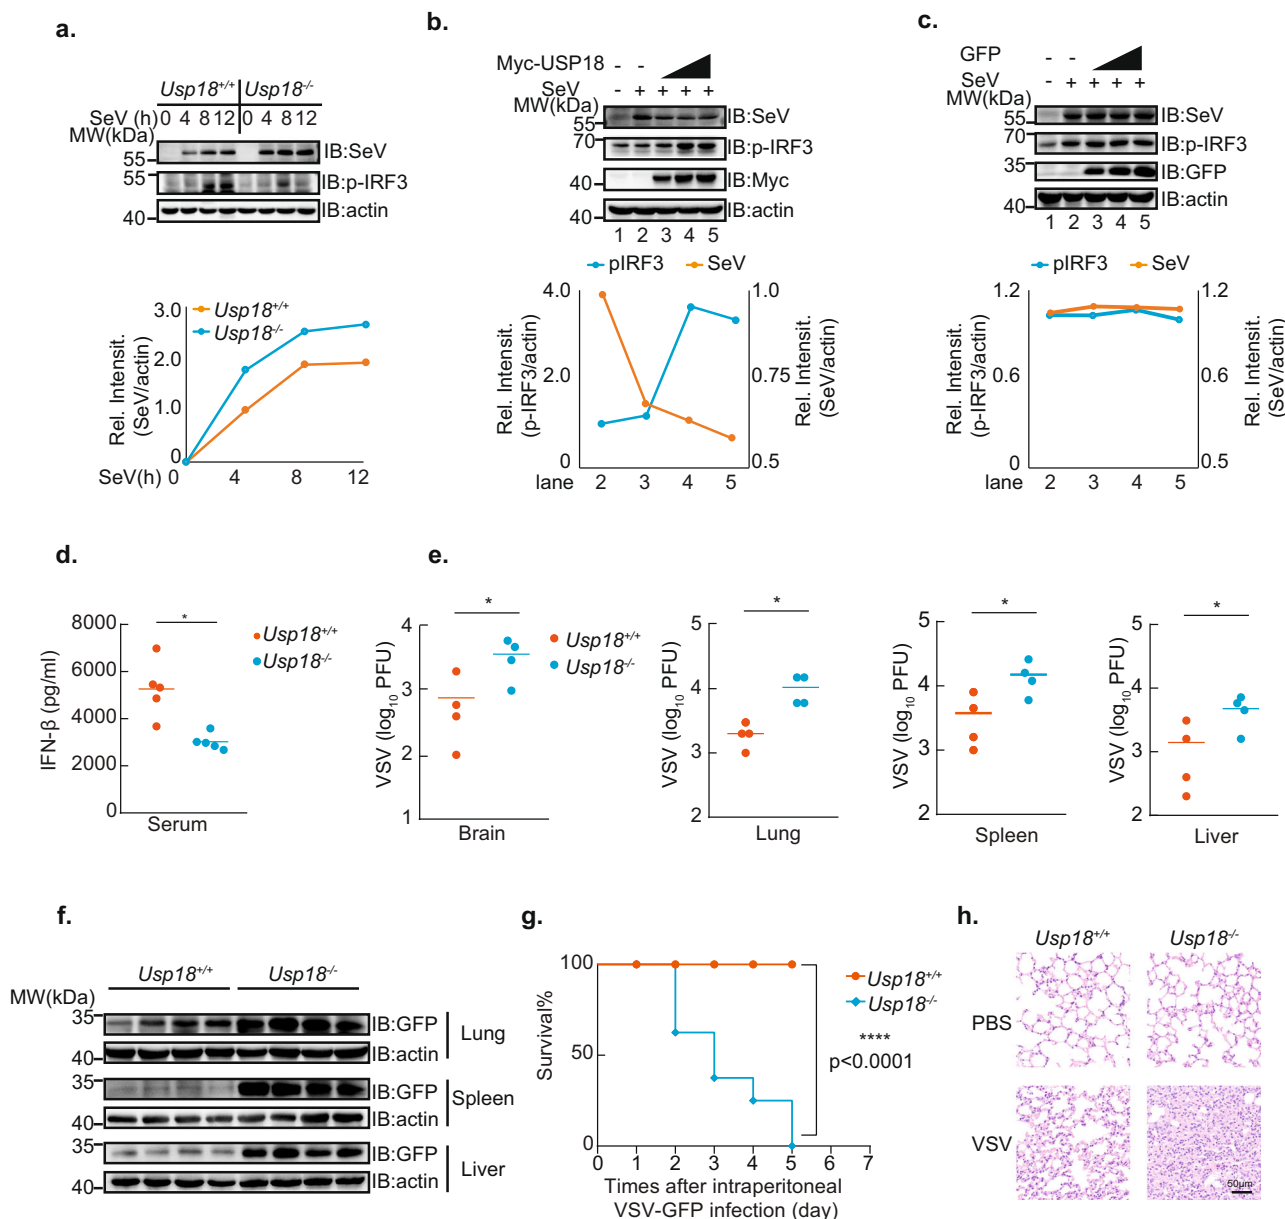 a.
Usp18+/+ Usp18-/-
SeV (h) 0 4 8 12 0 4 8 12
MW(kDa)
55 IB:SeV
55 IB:p-IRF3
40 IB:actin
3.0
2.0
1.0
0
Rel. Intensit. (SeV/actin)
Usp18+/+
Usp18-/-
SeV(h) 0 4 8 12
b.
Myc-USP18 - -
SeV - + + + +
MW(kDa)
55 IB:SeV
70 IB:p-IRF3
40 IB:Myc
40 IB:actin
1 2 3 4 5
pIRF3 SeV
4.0 1.0
2.0 0.75
0 0.5
Rel. Intensit. (p-IRF3/actin)
Rel. Intensit. (SeV/actin)
lane 2 3 4 5
c.
GFP - -
SeV - + + + +
MW(kDa)
55 IB:SeV
70 IB:p-IRF3
35 IB:GFP
40 IB:actin
1 2 3 4 5
pIRF3 SeV
1.2 1.2
0.6 0.6
0 0.5
Rel. Intensit. (p-IRF3/actin)
Rel. Intensit. (SeV/actin)
lane 2 3 4 5
d.
8000
6000
4000
2000
0
IFN-β (pg/ml)
*
Usp18+/+
Usp18-/-
Serum
e.
4
3
2
1
VSV (log10 PFU)
*
Usp18+/+
Usp18-/-
Brain
5
4
3
2
VSV (log10 PFU)
*
Lung
5
4
3
2
VSV (log10 PFU)
*
Spleen
5
4
3
2
VSV (log10 PFU)
*
Liver
f.
Usp18+/+ Usp18-/-
MW(kDa)
35 IB:GFP
40 IB:actin
Lung
35 IB:GFP
40 IB:actin
Spleen
35 IB:GFP
40 IB:actin
Liver
g.
100
50
0
Survival%
Usp18+/+
Usp18-/-
****
p<0.0001
0 1 2 3 4 5 6 7
Times after intraperitoneal
VSV-GFP infection (day)
h.
Usp18+/+ Usp18-/-
PBS
VSV
50μm